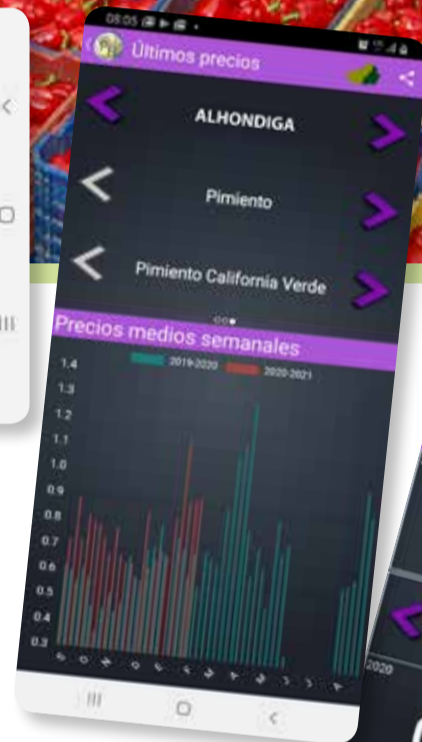 08:05
Últimos precios
ALHONDIGA
Pimiento
Pimiento California Verde
Precios medios semanales
2019-2020 2020-2021
1.4
1.3
1.2
1.1
1.0
0.9
0.8
0.7
0.6
0.5
0.4
0.3
S O N D E F M A M J J A
2020